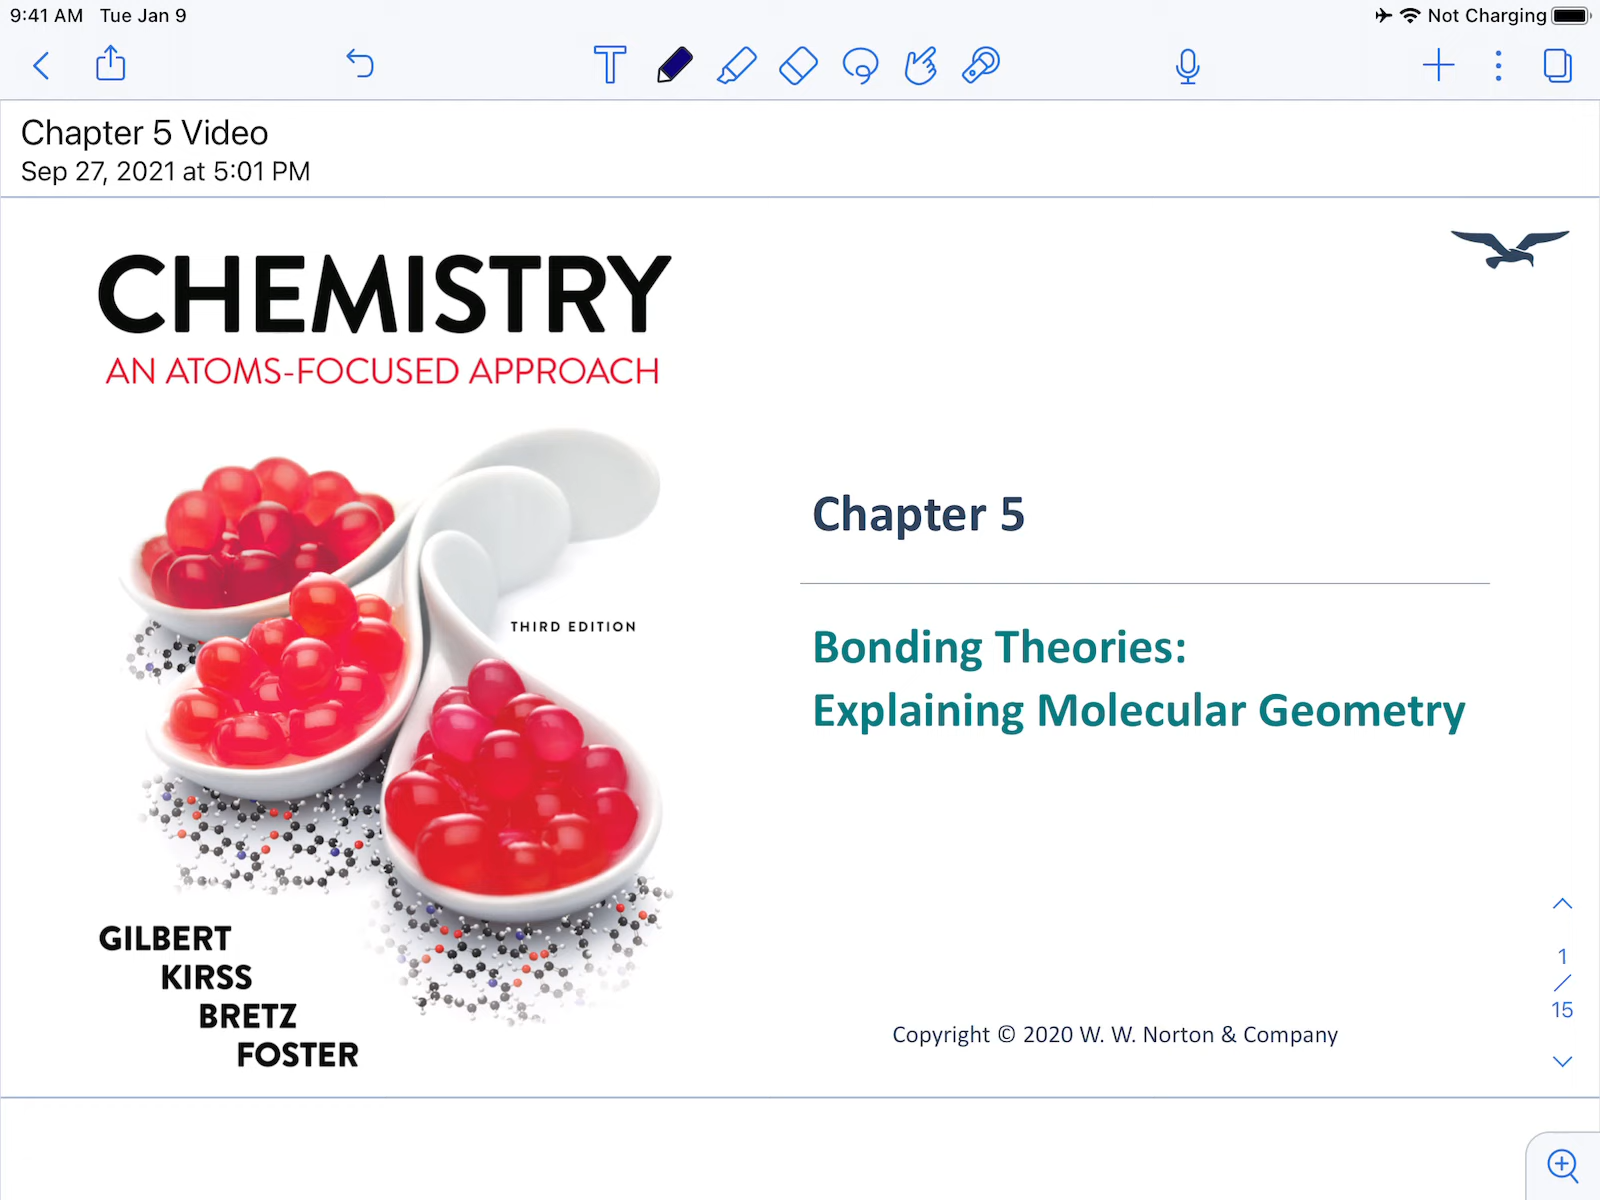 9:41 AM Tue Jan 9
Not Charging
Chapter 5 Video
Sep 27, 2021 at 5:01 PM
CHEMISTRY
AN ATOMS-FOCUSED APPROACH
THIRD EDITION
GILBERT
KIRSS
BRETZ
FOSTER
Chapter 5
Bonding Theories:
Explaining Molecular Geometry
Copyright © 2020 W. W. Norton & Company
1
/
15